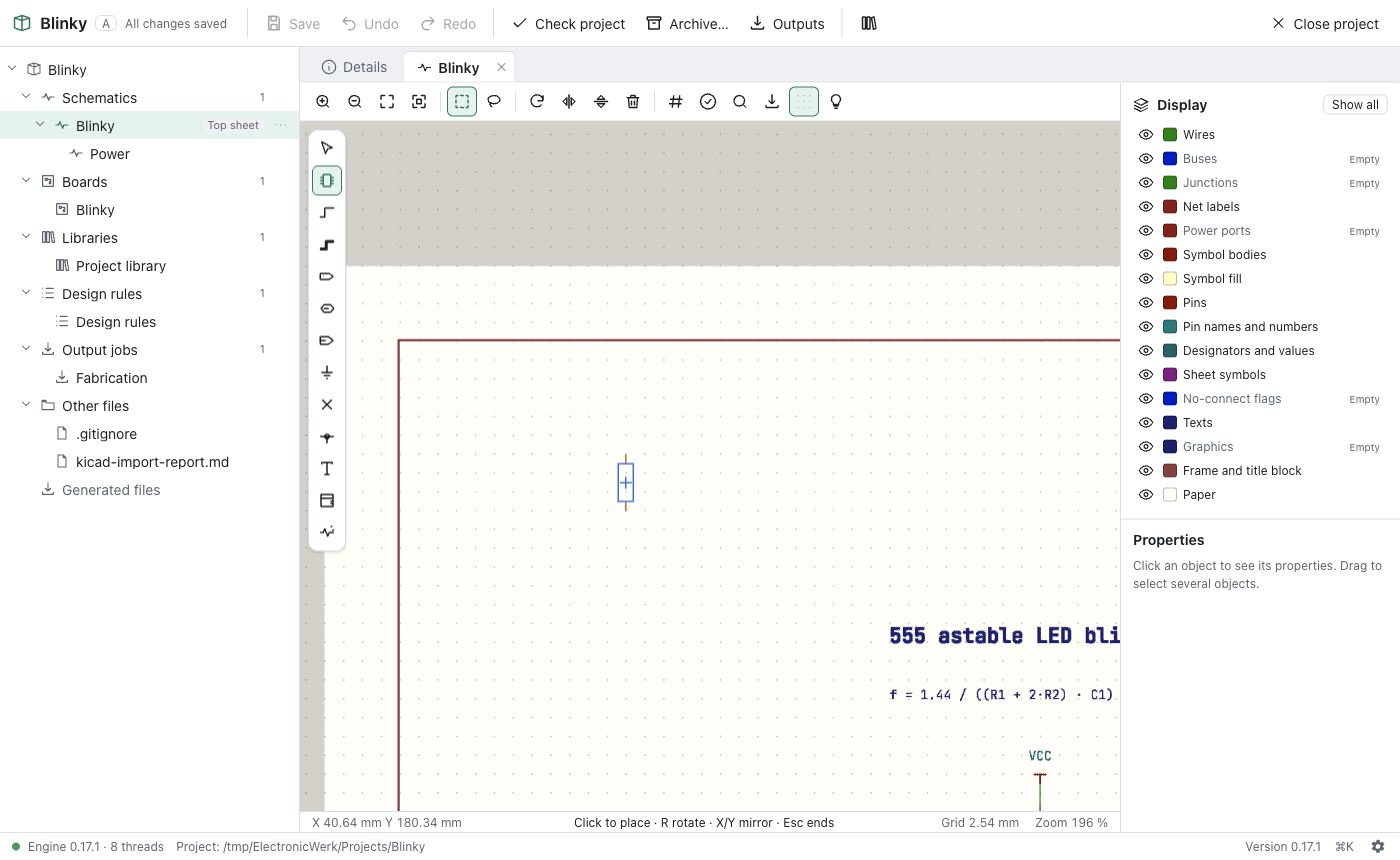 Blinky A All changes saved Save Undo Redo Check project Archive... Outputs Close project
Blinky
Schematics 1
Blinky Top sheet ...
Power
Boards 1
Blinky
Libraries 1
Project library
Design rules 1
Design rules
Output jobs 1
Fabrication
Other files
.gitignore
kicad-import-report.md
Generated files
Details Blinky
555 astable LED bli
f = 1.44 / ((R1 + 2·R2) · C1)
VCC
X 40.64 mm Y 180.34 mm Click to place · R rotate · X/Y mirror · Esc ends Grid 2.54 mm Zoom 196 %
Display Show all
Wires
Buses Empty
Junctions Empty
Net labels
Power ports Empty
Symbol bodies
Symbol fill
Pins
Pin names and numbers
Designators and values
Sheet symbols
No-connect flags Empty
Texts
Graphics Empty
Frame and title block
Paper
Properties
Click an object to see its properties. Drag to
select several objects.
Engine 0.17.1 · 8 threads Project: /tmp/ElectronicWerk/Projects/Blinky Version 0.17.1 ⌘K